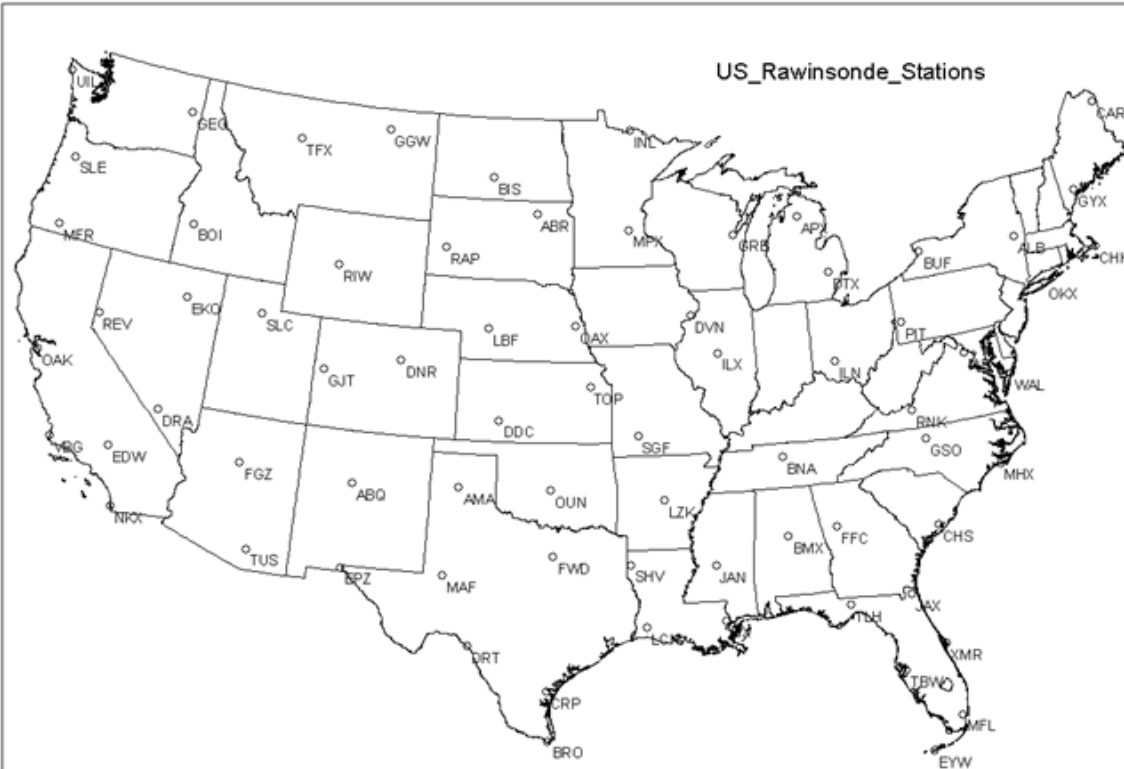 US_Rawinsonde_Stations
UIL
CAR
GEG
TFX
GGW
INL
SLE
BIS
GYX
MFR
BOI
ABR
MPX
GRB
APX
ALB
RIW
RAP
BUF
CHH
DTX
OKX
REV
EKO
SLC
LBF
OAX
DVN
PIT
OAK
GJT
DNR
ILX
ILN
WAL
TOP
DRA
DDC
RNK
VBG
EDW
SGF
GSO
FGZ
BNA
MHX
ABQ
AMA
OUN
LZK
NKX
FFC
CHS
BMX
TUS
EPZ
MAF
FWD
SHV
JAN
JAX
TLH
LCH
DRT
XMR
TBW
CRP
MFL
BRO
EYW